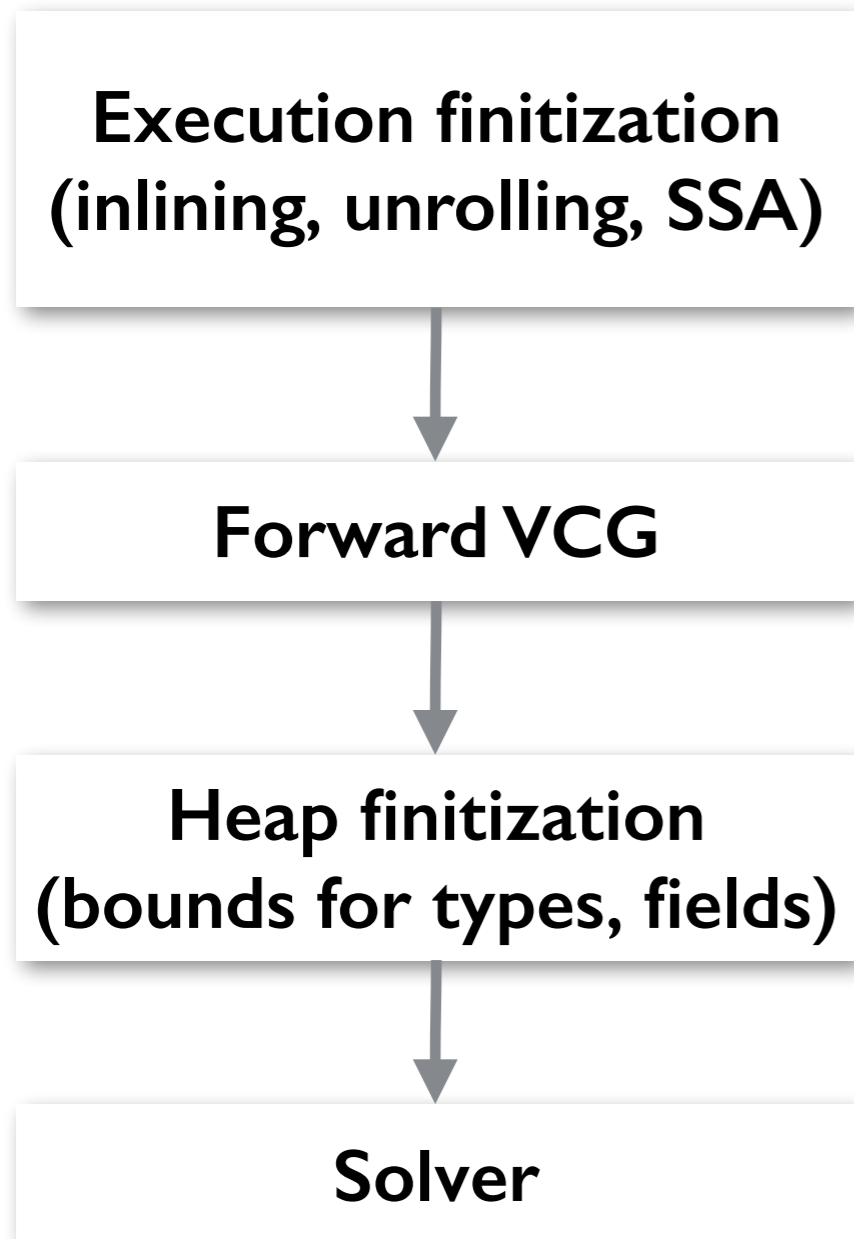 Execution finitization
(inlining, unrolling, SSA)
Forward VCG
Heap finitization
(bounds for types, fields)
Solver